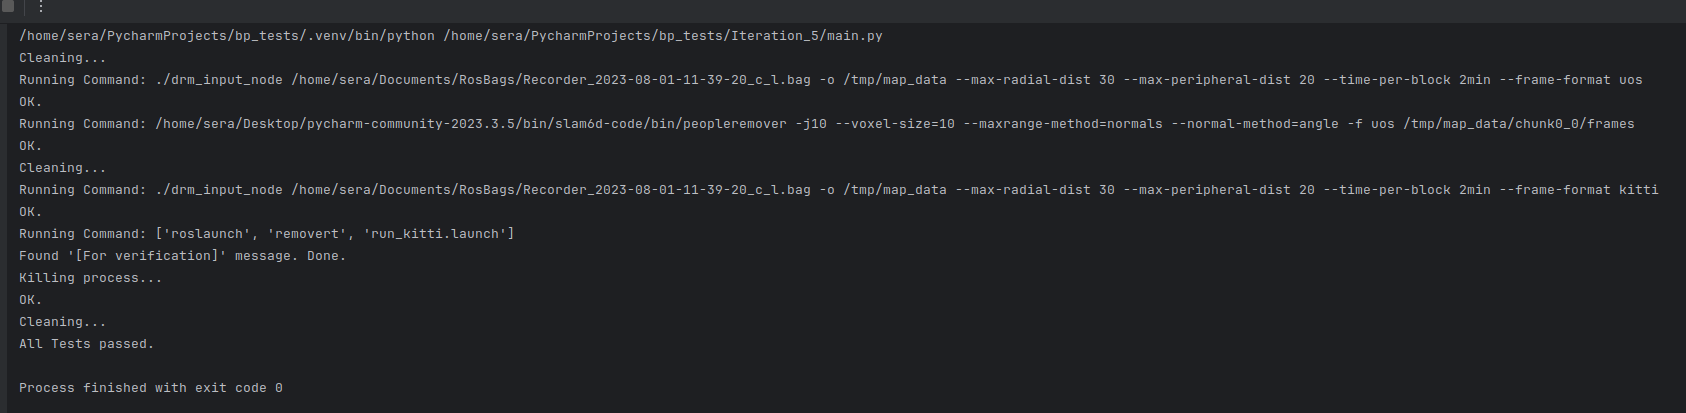 /home/sera/PycharmProjects/bp_tests/.venv/bin/python /home/sera/PycharmProjects/bp_tests/Iteration_5/main.py
Cleaning...
Running Command: ./drm_input_node /home/sera/Documents/RosBags/Recorder_2023-08-01-11-39-20_c_l.bag -o /tmp/map_data --max-radial-dist 30 --max-peripheral-dist 20 --time-per-block 2min --frame-format uos
OK.
Running Command: /home/sera/Desktop/pycharm-community-2023.3.5/bin/slam6d-code/bin/peopleremover -j10 --voxel-size=10 --maxrange-method=normals --normal-method=angle -f uos /tmp/map_data/chunk0_0/frames
OK.
Cleaning...
Running Command: ./drm_input_node /home/sera/Documents/RosBags/Recorder_2023-08-01-11-39-20_c_l.bag -o /tmp/map_data --max-radial-dist 30 --max-peripheral-dist 20 --time-per-block 2min --frame-format kitti
OK.
Running Command: ['roslaunch', 'removert', 'run_kitti.launch']
Found '[For verification]' message. Done.
Killing process...
OK.
Cleaning...
All Tests passed.
Process finished with exit code 0